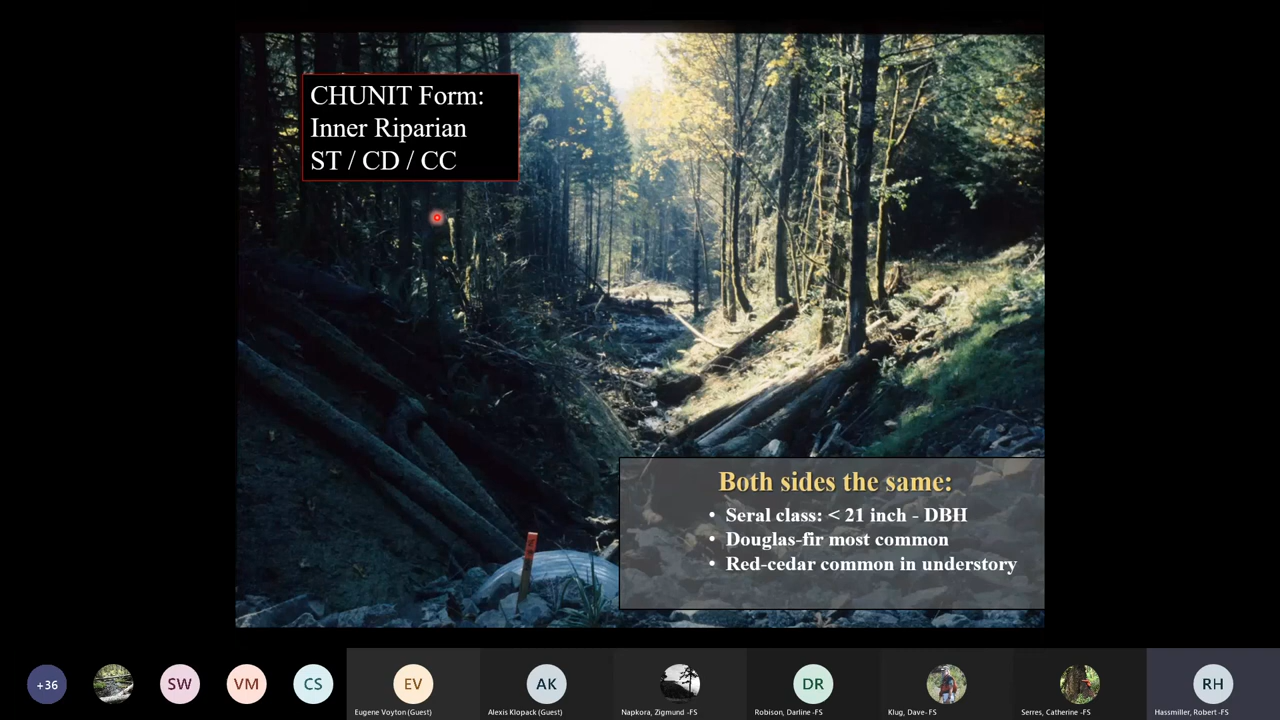 CHUNIT Form:
Inner Riparian
ST / CD / CC
Both sides the same:
• Seral class: < 21 inch - DBH
• Douglas-fir most common
• Red-cedar common in understory
+36
SW
VM
CS
EV
AK
DR
RH
Eugene Voyton (Guest)
Alexis Klopack (Guest)
Napkora, Zigmund -FS
Robison, Darline -FS
Klug, Dave- FS
Serres, Catherine -FS
Hassmiller, Robert -FS